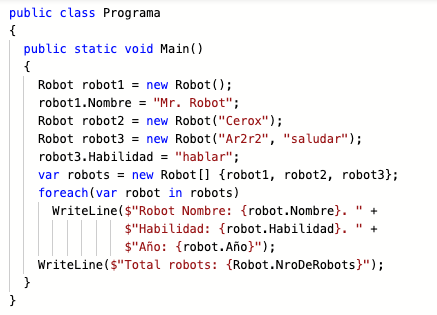 public class Programa
{
public static void Main()
{
Robot robot1 = new Robot();
robot1.Nombre = "Mr. Robot";
Robot robot2 = new Robot("Cerox");
Robot robot3 = new Robot("Ar2r2", "saludar");
robot3.Habilidad = "hablar";
var robots = new Robot[] {robot1, robot2, robot3};
foreach(var robot in robots)
WriteLine($"Robot Nombre: {robot.Nombre}. " +
$"Habilidad: {robot.Habilidad}. " +
$"Año: {robot.Año}");
WriteLine($"Total robots: {Robot.NroDeRobots}");
}
}